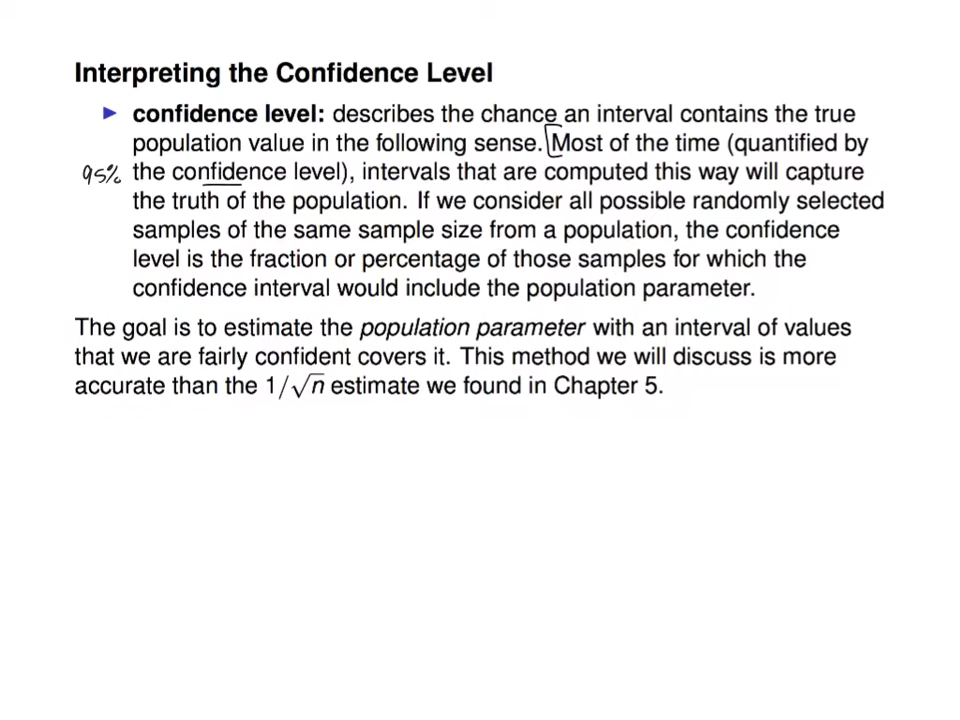 Interpreting the Confidence Level
▶ confidence level: describes the chance an interval contains the true
population value in the following sense. [Most of the time (quantified by
95% the confidence level), intervals that are computed this way will capture
the truth of the population. If we consider all possible randomly selected
samples of the same sample size from a population, the confidence
level is the fraction or percentage of those samples for which the
confidence interval would include the population parameter.
The goal is to estimate the population parameter with an interval of values
that we are fairly confident covers it. This method we will discuss is more
accurate than the 1/√n estimate we found in Chapter 5.